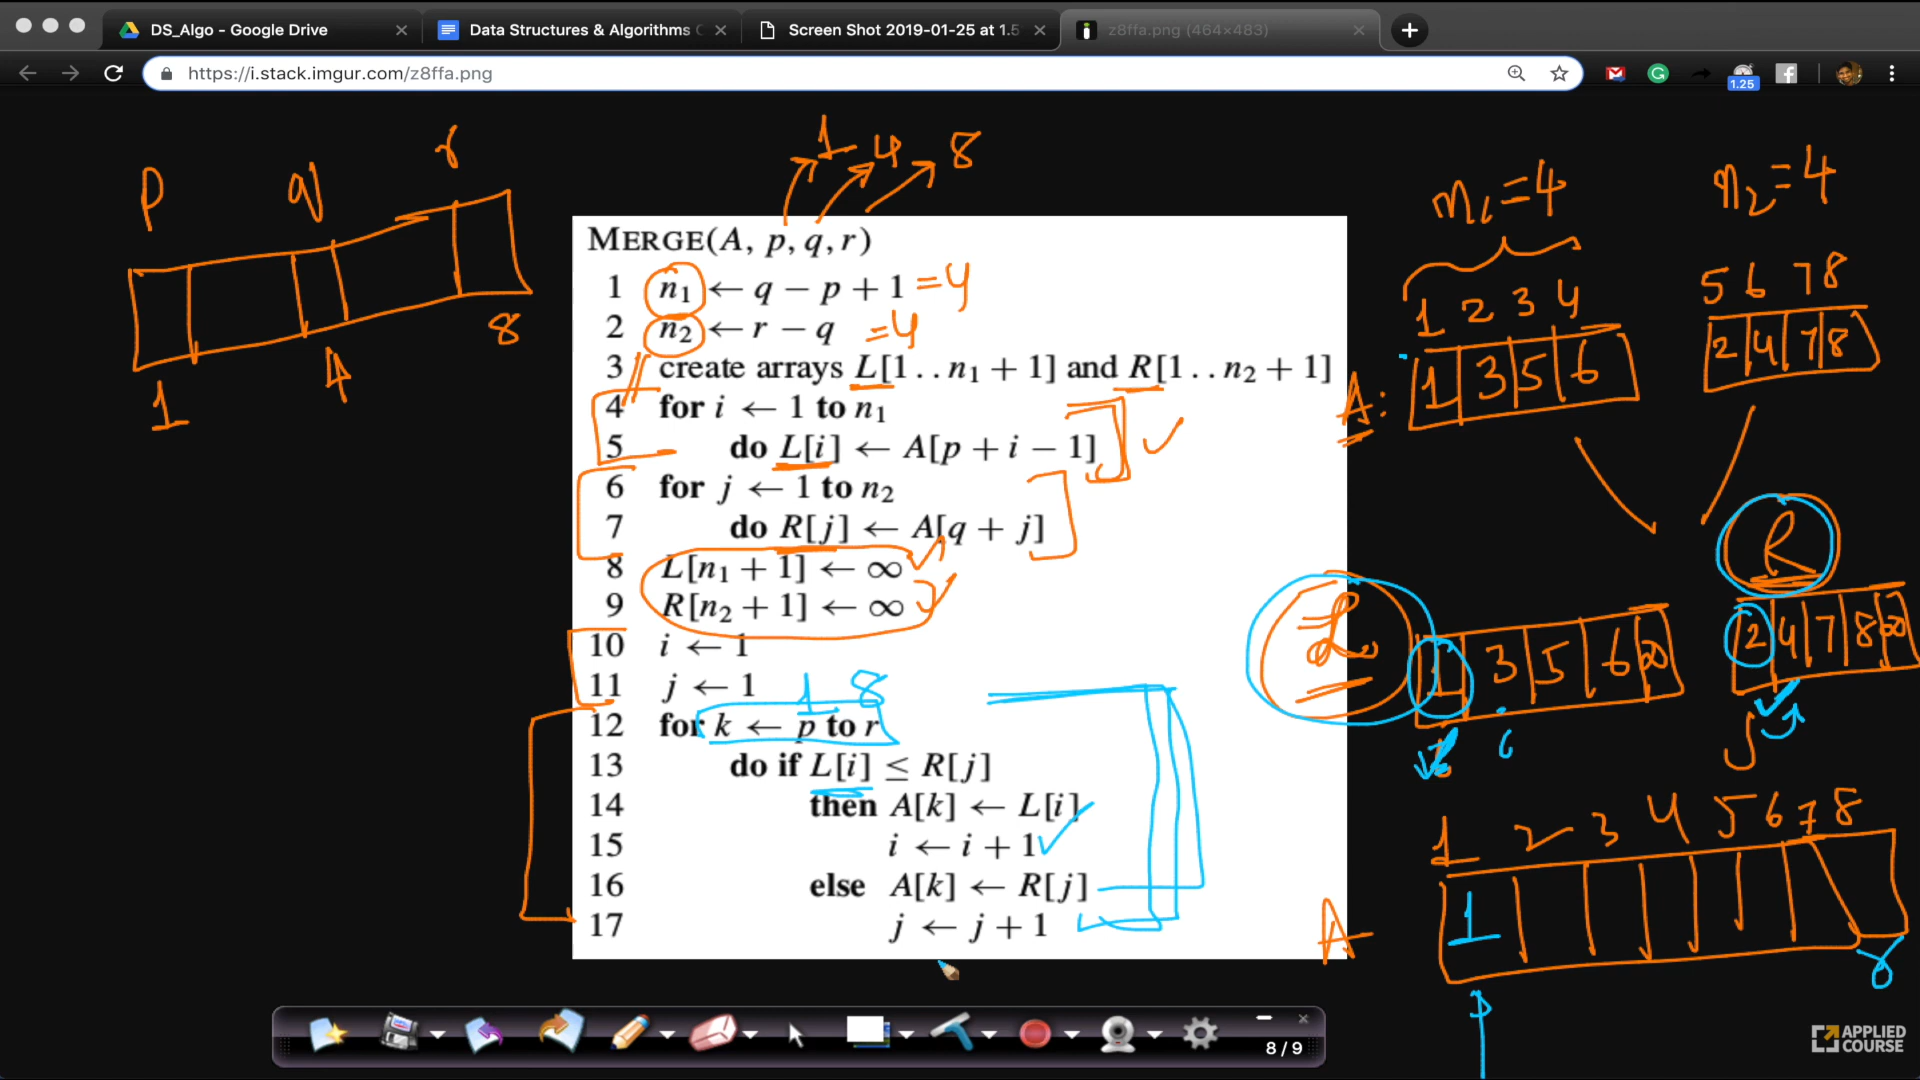 DS_Algo - Google Drive
Data Structures & Algorithms C
Screen Shot 2019-01-25 at 1.5
z8ffa.png (464×483)
https://i.stack.imgur.com/z8ffa.png
1.25
p q r
1 4 8
1 4 8
MERGE(A, p, q, r)
1 n1 ← q − p + 1 =4
2 n2 ← r − q =4
3 create arrays L[1 . . n1 + 1] and R[1 . . n2 + 1]
4 for i ← 1 to n1
5 do L[i] ← A[p + i − 1]
6 for j ← 1 to n2
7 do R[j] ← A[q + j]
8 L[n1 + 1] ← ∞
9 R[n2 + 1] ← ∞
10 i ← 1
11 j ← 1
1 8
12 for k ← p to r
13 do if L[i] ≤ R[j]
14 then A[k] ← L[i]
15 i ← i + 1
16 else A[k] ← R[j]
17 j ← j + 1
n1=4 n2=4
1 2 3 4 5 6 7 8
A: 1 3 5 6 2 4 7 8
R
L 1 3 5 6 ∞ 2 4 7 8 ∞
i j
1 2 3 4 5 6 7 8
A 1
p r
8 / 9
APPLIED
COURSE